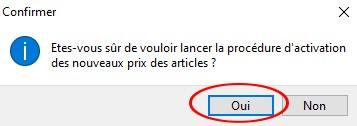 Confirmer
Etes-vous sûr de vouloir lancer la procédure d'activation
des nouveaux prix des articles ?
Oui
Non